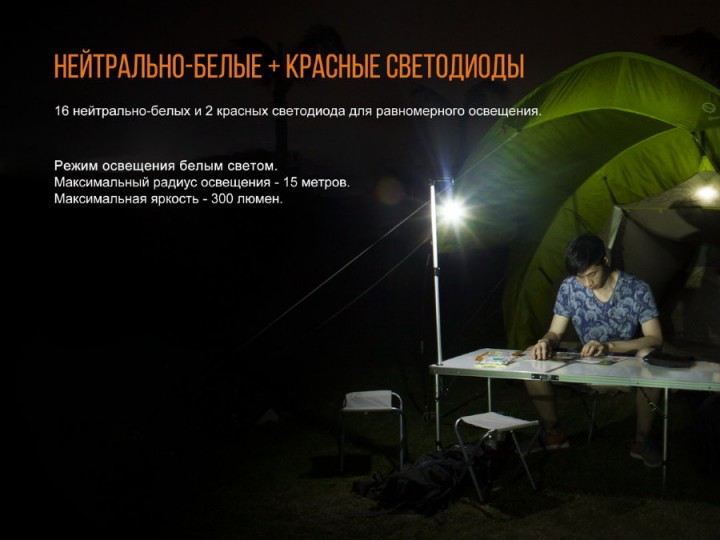 НЕЙТРАЛЬНО-БЕЛЫЕ + КРАСНЫЕ СВЕТОДИОДЫ
16 нейтрально-белых и 2 красных светодиода для равномерного освещения.
Режим освещения белым светом.
Максимальный радиус освещения - 15 метров.
Максимальная яркость - 300 люмен.